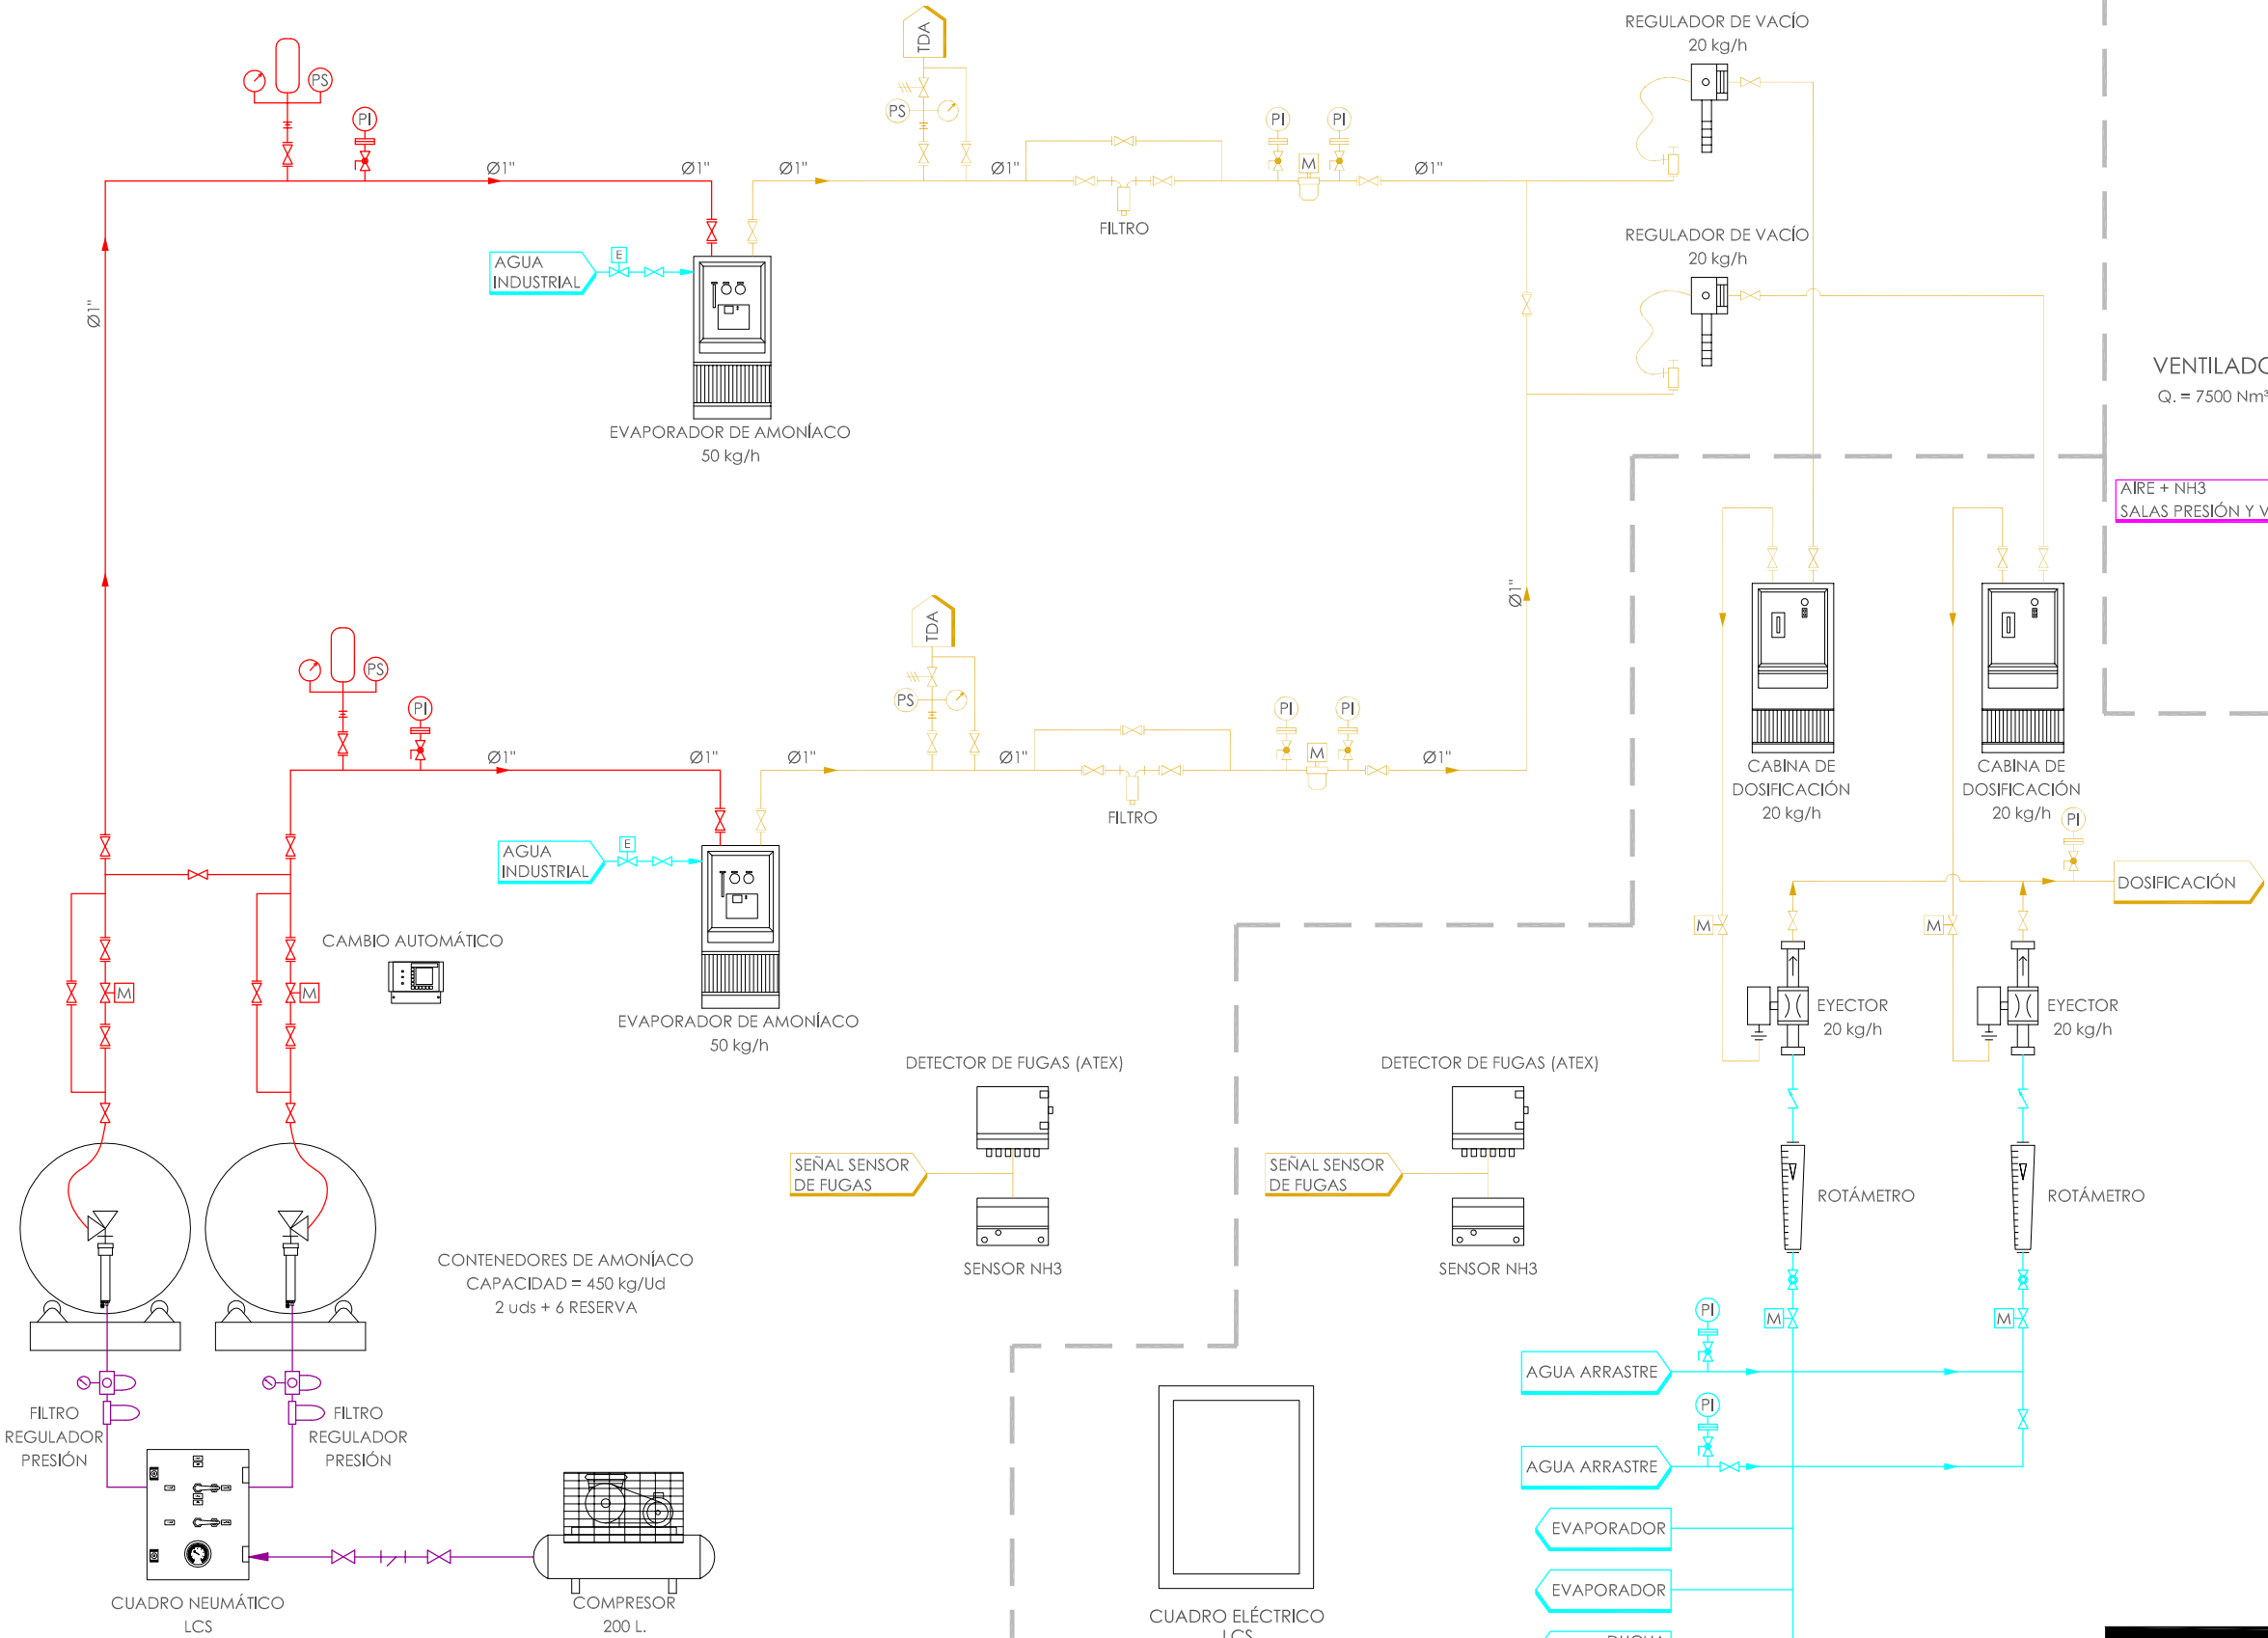 TDA
REGULADOR DE VACÍO
20 kg/h
PS
PI
PS
PI
PI
M
Ø1"
Ø1"
Ø1"
Ø1"
Ø1"
FILTRO
AGUA
INDUSTRIAL
E
REGULADOR DE VACÍO
20 kg/h
Ø1"
EVAPORADOR DE AMONÍACO
50 kg/h
Q. = 7500 Nm³
AIRE + NH3
SALAS PRESIÓN Y V
TDA
PS
PI
PS
PI
PI
M
Ø1"
Ø1"
Ø1"
Ø1"
Ø1"
Ø1"
FILTRO
AGUA
INDUSTRIAL
E
CABINA DE
DOSIFICACIÓN
20 kg/h
CABINA DE
DOSIFICACIÓN
20 kg/h
PI
DOSIFICACIÓN
CAMBIO AUTOMÁTICO
M
M
M
M
EVAPORADOR DE AMONÍACO
50 kg/h
EYECTOR
20 kg/h
EYECTOR
20 kg/h
DETECTOR DE FUGAS (ATEX)
SEÑAL SENSOR
DE FUGAS
SENSOR NH3
DETECTOR DE FUGAS (ATEX)
SEÑAL SENSOR
DE FUGAS
SENSOR NH3
ROTÁMETRO
ROTÁMETRO
CONTENEDORES DE AMONÍACO
CAPACIDAD = 450 kg/Ud
2 uds + 6 RESERVA
PI
M
M
AGUA ARRASTRE
PI
AGUA ARRASTRE
FILTRO
REGULADOR
PRESIÓN
FILTRO
REGULADOR
PRESIÓN
EVAPORADOR
EVAPORADOR
CUADRO NEUMÁTICO
LCS
COMPRESOR
200 L.
CUADRO ELÉCTRICO
LCS